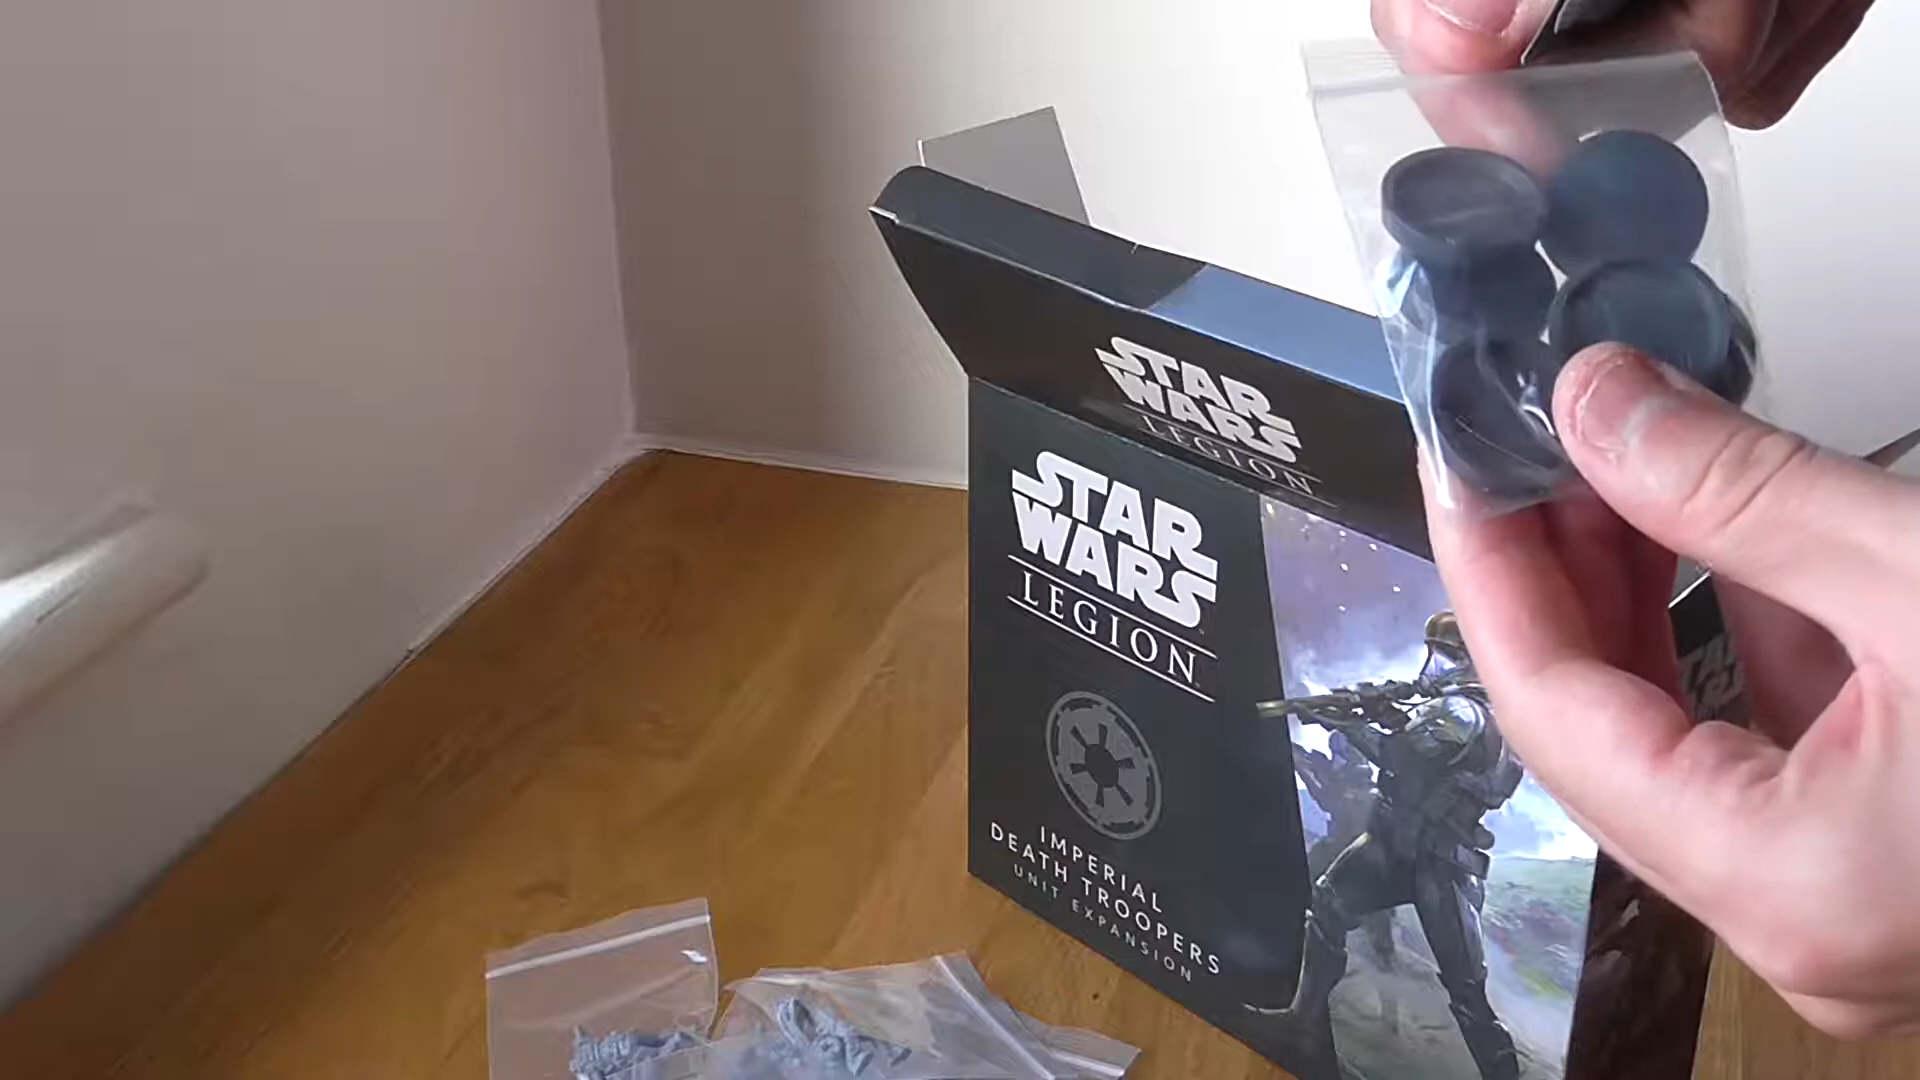 STAR
WARS
LEGION
STAR
WARS
LEGION
IMPERIAL
DEATH TROOPERS
UNIT EXPANSION